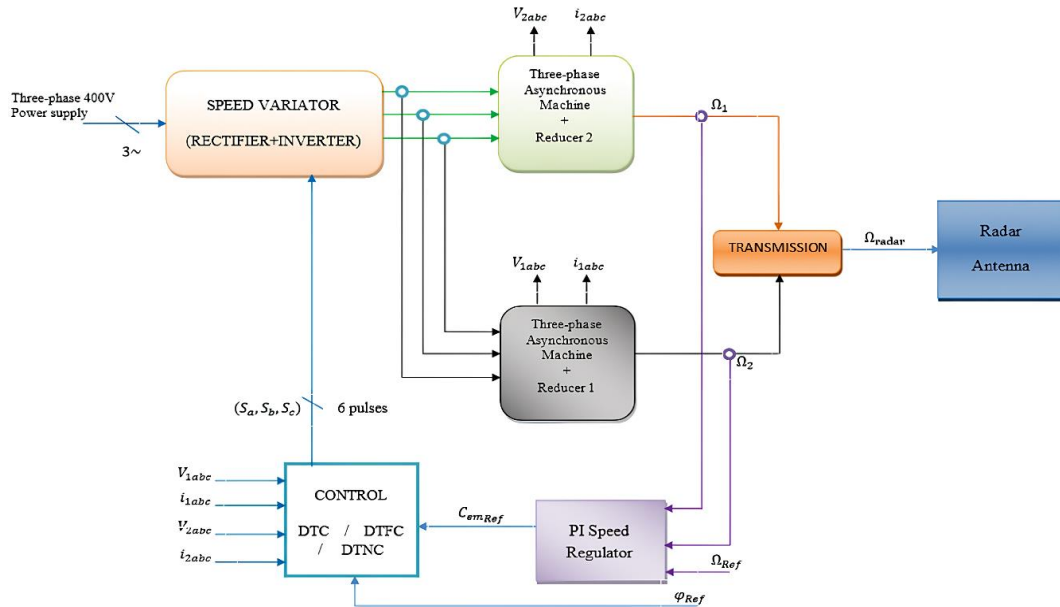 V2abc
i2abc
Three-phase 400V
Power supply
3~
SPEED VARIATOR
(RECTIFIER+INVERTER)
Three-phase
Asynchronous
Machine
+
Reducer 2
Ω1
TRANSMISSION
Ωradar
Radar
Antenna
V1abc
i1abc
Three-phase
Asynchronous
Machine
+
Reducer 1
Ω2
(Sa, Sb, Sc)
6 pulses
V1abc
i1abc
V2abc
i2abc
CONTROL
DTC / DTFC
/ DTNC
CemRef
PI Speed
Regulator
ΩRef
φRef